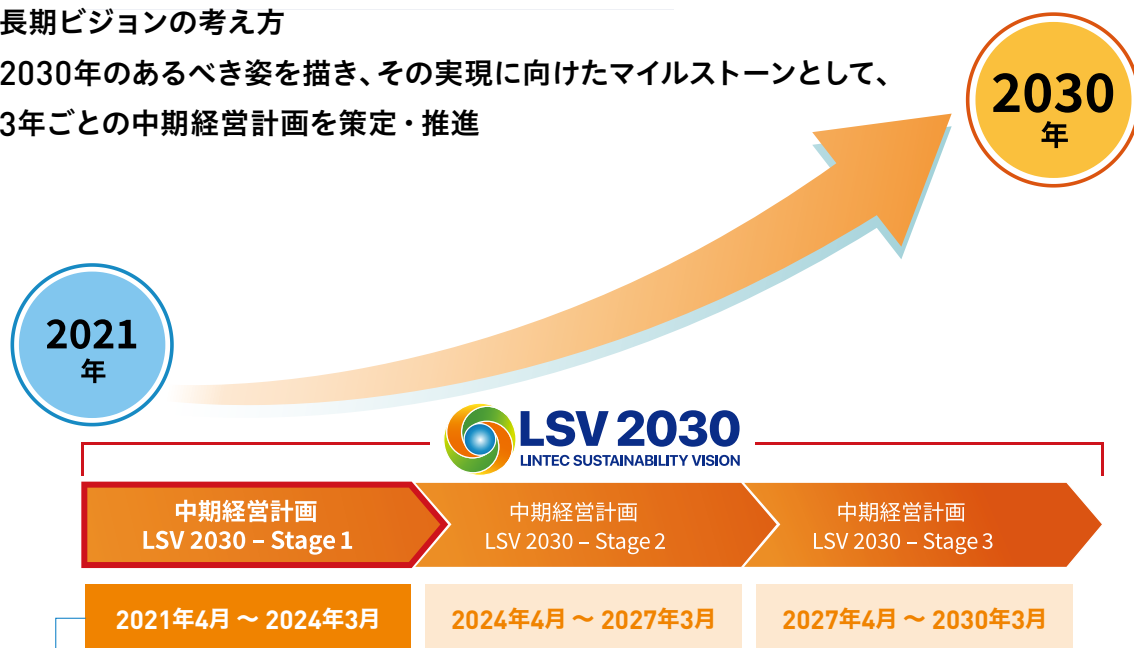 長期ビジョンの考え方
2030年のあるべき姿を描き、その実現に向けたマイルストーンとして、
3年ごとの中期経営計画を策定・推進
2030
年
2021
年
LSV 2030
LINTEC SUSTAINABILITY VISION
中期経営計画
LSV 2030 – Stage 1
中期経営計画
LSV 2030 – Stage 2
中期経営計画
LSV 2030 – Stage 3
2021年4月 ～ 2024年3月
2024年4月 ～ 2027年3月
2027年4月 ～ 2030年3月